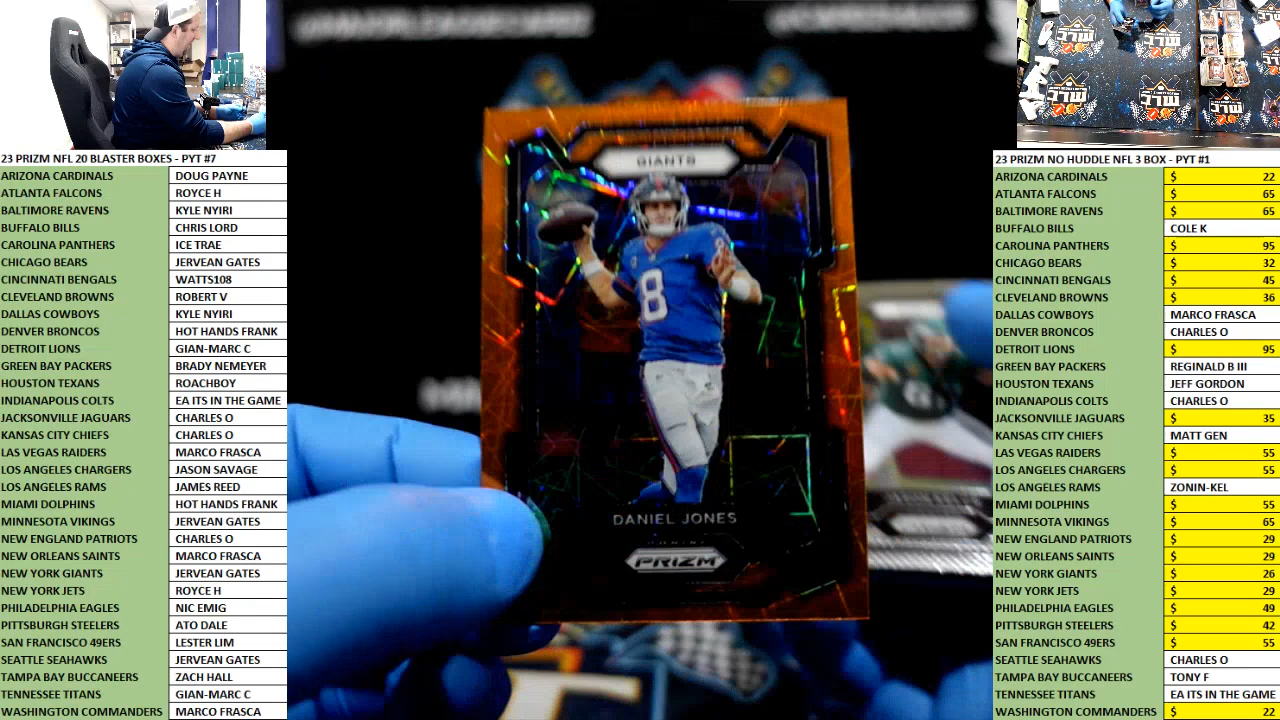 23 PRIZM NFL 20 BLASTER BOXES - PYT #7
ARIZONA CARDINALS DOUG PAYNE
ATLANTA FALCONS ROYCE H
BALTIMORE RAVENS KYLE NYIRI
BUFFALO BILLS CHRIS LORD
CAROLINA PANTHERS ICE TRAE
CHICAGO BEARS JERVEAN GATES
CINCINNATI BENGALS WATTS108
CLEVELAND BROWNS ROBERT V
DALLAS COWBOYS KYLE NYIRI
DENVER BRONCOS HOT HANDS FRANK
DETROIT LIONS GIAN-MARC C
GREEN BAY PACKERS BRADY NEMEYER
HOUSTON TEXANS ROACHBOY
INDIANAPOLIS COLTS EA ITS IN THE GAME
JACKSONVILLE JAGUARS CHARLES O
KANSAS CITY CHIEFS CHARLES O
LAS VEGAS RAIDERS MARCO FRASCA
LOS ANGELES CHARGERS JASON SAVAGE
LOS ANGELES RAMS JAMES REED
MIAMI DOLPHINS HOT HANDS FRANK
MINNESOTA VIKINGS JERVEAN GATES
NEW ENGLAND PATRIOTS CHARLES O
NEW ORLEANS SAINTS MARCO FRASCA
NEW YORK GIANTS JERVEAN GATES
NEW YORK JETS ROYCE H
PHILADELPHIA EAGLES NIC EMIG
PITTSBURGH STEELERS ATO DALE
SAN FRANCISCO 49ERS LESTER LIM
SEATTLE SEAHAWKS JERVEAN GATES
TAMPA BAY BUCCANEERS ZACH HALL
TENNESSEE TITANS GIAN-MARC C
WASHINGTON COMMANDERS MARCO FRASCA
GIANTS
8
DANIEL JONES
PANINI
PRIZM
23 PRIZM NO HUDDLE NFL 3 BOX - PYT #1
ARIZONA CARDINALS $ 22
ATLANTA FALCONS $ 65
BALTIMORE RAVENS $ 65
BUFFALO BILLS COLE K
CAROLINA PANTHERS $ 95
CHICAGO BEARS $ 32
CINCINNATI BENGALS $ 45
CLEVELAND BROWNS $ 36
DALLAS COWBOYS MARCO FRASCA
DENVER BRONCOS CHARLES O
DETROIT LIONS $ 95
GREEN BAY PACKERS REGINALD B III
HOUSTON TEXANS JEFF GORDON
INDIANAPOLIS COLTS CHARLES O
JACKSONVILLE JAGUARS $ 35
KANSAS CITY CHIEFS MATT GEN
LAS VEGAS RAIDERS $ 55
LOS ANGELES CHARGERS $ 55
LOS ANGELES RAMS ZONIN-KEL
MIAMI DOLPHINS $ 55
MINNESOTA VIKINGS $ 65
NEW ENGLAND PATRIOTS $ 29
NEW ORLEANS SAINTS $ 29
NEW YORK GIANTS $ 26
NEW YORK JETS $ 29
PHILADELPHIA EAGLES $ 49
PITTSBURGH STEELERS $ 42
SAN FRANCISCO 49ERS $ 55
SEATTLE SEAHAWKS CHARLES O
TAMPA BAY BUCCANEERS TONY F
TENNESSEE TITANS EA ITS IN THE GAME
WASHINGTON COMMANDERS $ 22